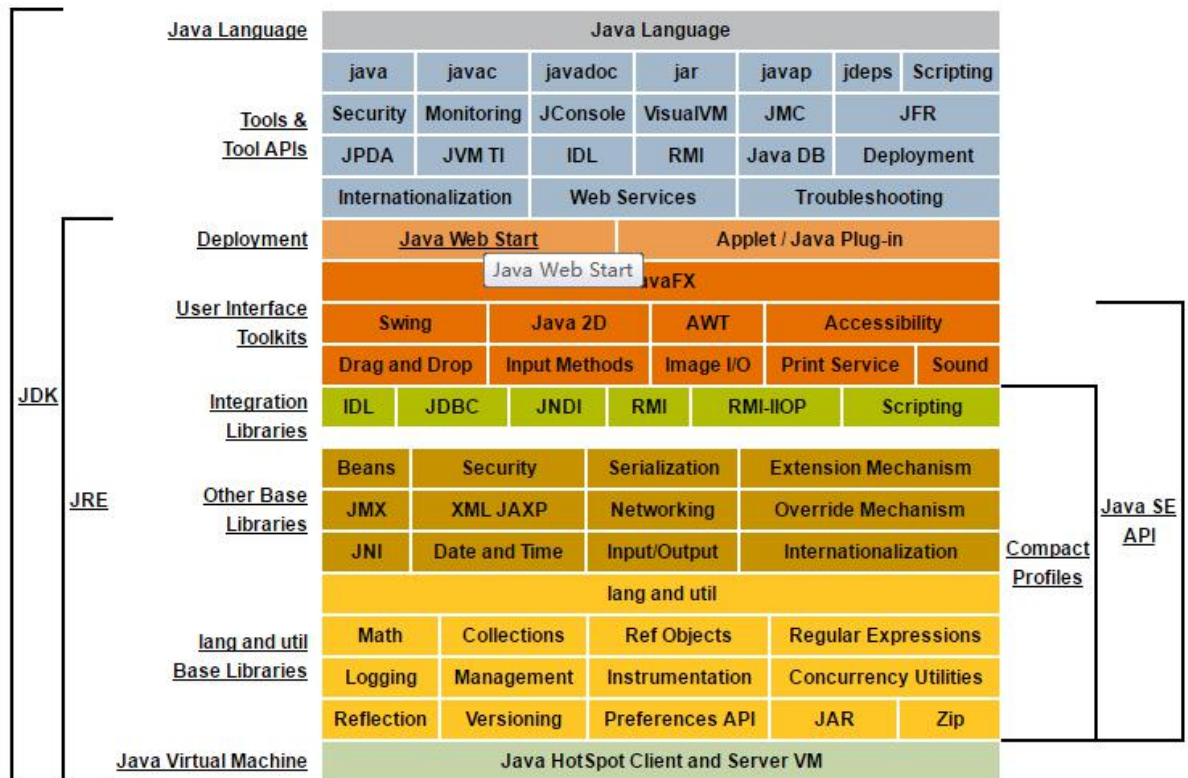 Java Language Java Language
java javac javadoc jar javap jdeps Scripting
Tools &
Tool APIs
Security Monitoring JConsole VisualVM JMC JFR
JPDA JVM TI IDL RMI Java DB Deployment
Internationalization Web Services Troubleshooting
Deployment Java Web Start Applet / Java Plug-in
Java Web Start
vaFX
User Interface
Toolkits
Swing Java 2D AWT Accessibility
Drag and Drop Input Methods Image I/O Print Service Sound
JDK
Integration
Libraries
IDL JDBC JNDI RMI RMI-IIOP Scripting
JRE
Other Base
Libraries
Beans Security Serialization Extension Mechanism
JMX XML JAXP Networking Override Mechanism
JNI Date and Time Input/Output Internationalization
Java SE
API
Compact
Profiles
lang and util
lang and util
Base Libraries
Math Collections Ref Objects Regular Expressions
Logging Management Instrumentation Concurrency Utilities
Reflection Versioning Preferences API JAR Zip
Java Virtual Machine Java HotSpot Client and Server VM